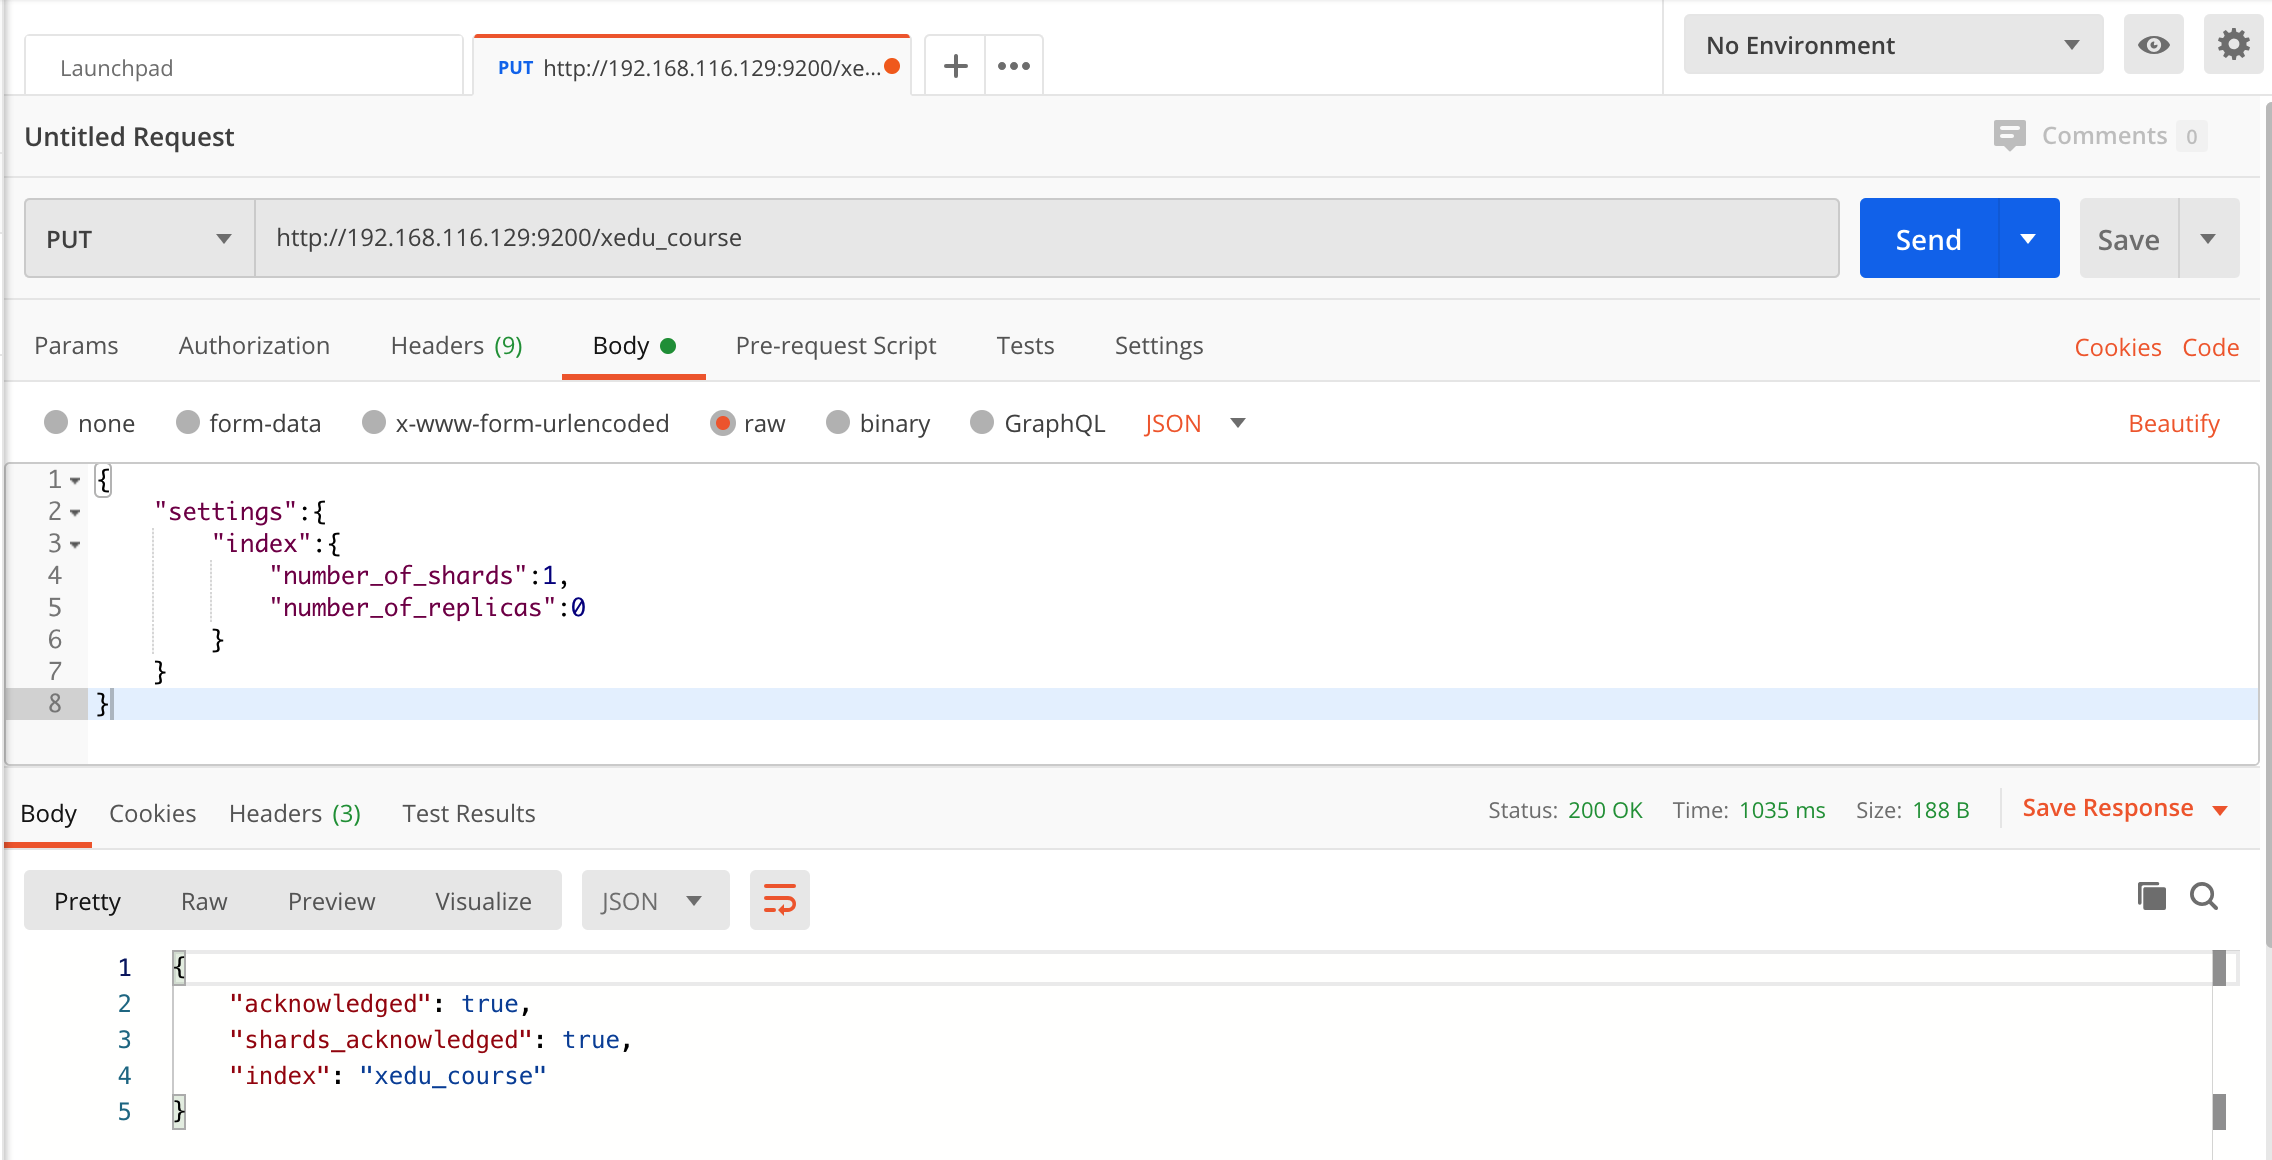 Launchpad
PUT http://192.168.116.129:9200/xe...
No Environment
Untitled Request
Comments 0
PUT
http://192.168.116.129:9200/xedu_course
Send
Save
Params Authorization Headers (9) Body Pre-request Script Tests Settings
Cookies Code
none form-data x-www-form-urlencoded raw binary GraphQL JSON
Beautify
1 {
2 "settings":{
3 "index":{
4 "number_of_shards":1,
5 "number_of_replicas":0
6 }
7 }
8 }
Body Cookies Headers (3) Test Results
Status: 200 OK Time: 1035 ms Size: 188 B
Save Response
Pretty Raw Preview Visualize JSON
1 {
2 "acknowledged": true,
3 "shards_acknowledged": true,
4 "index": "xedu_course"
5 }